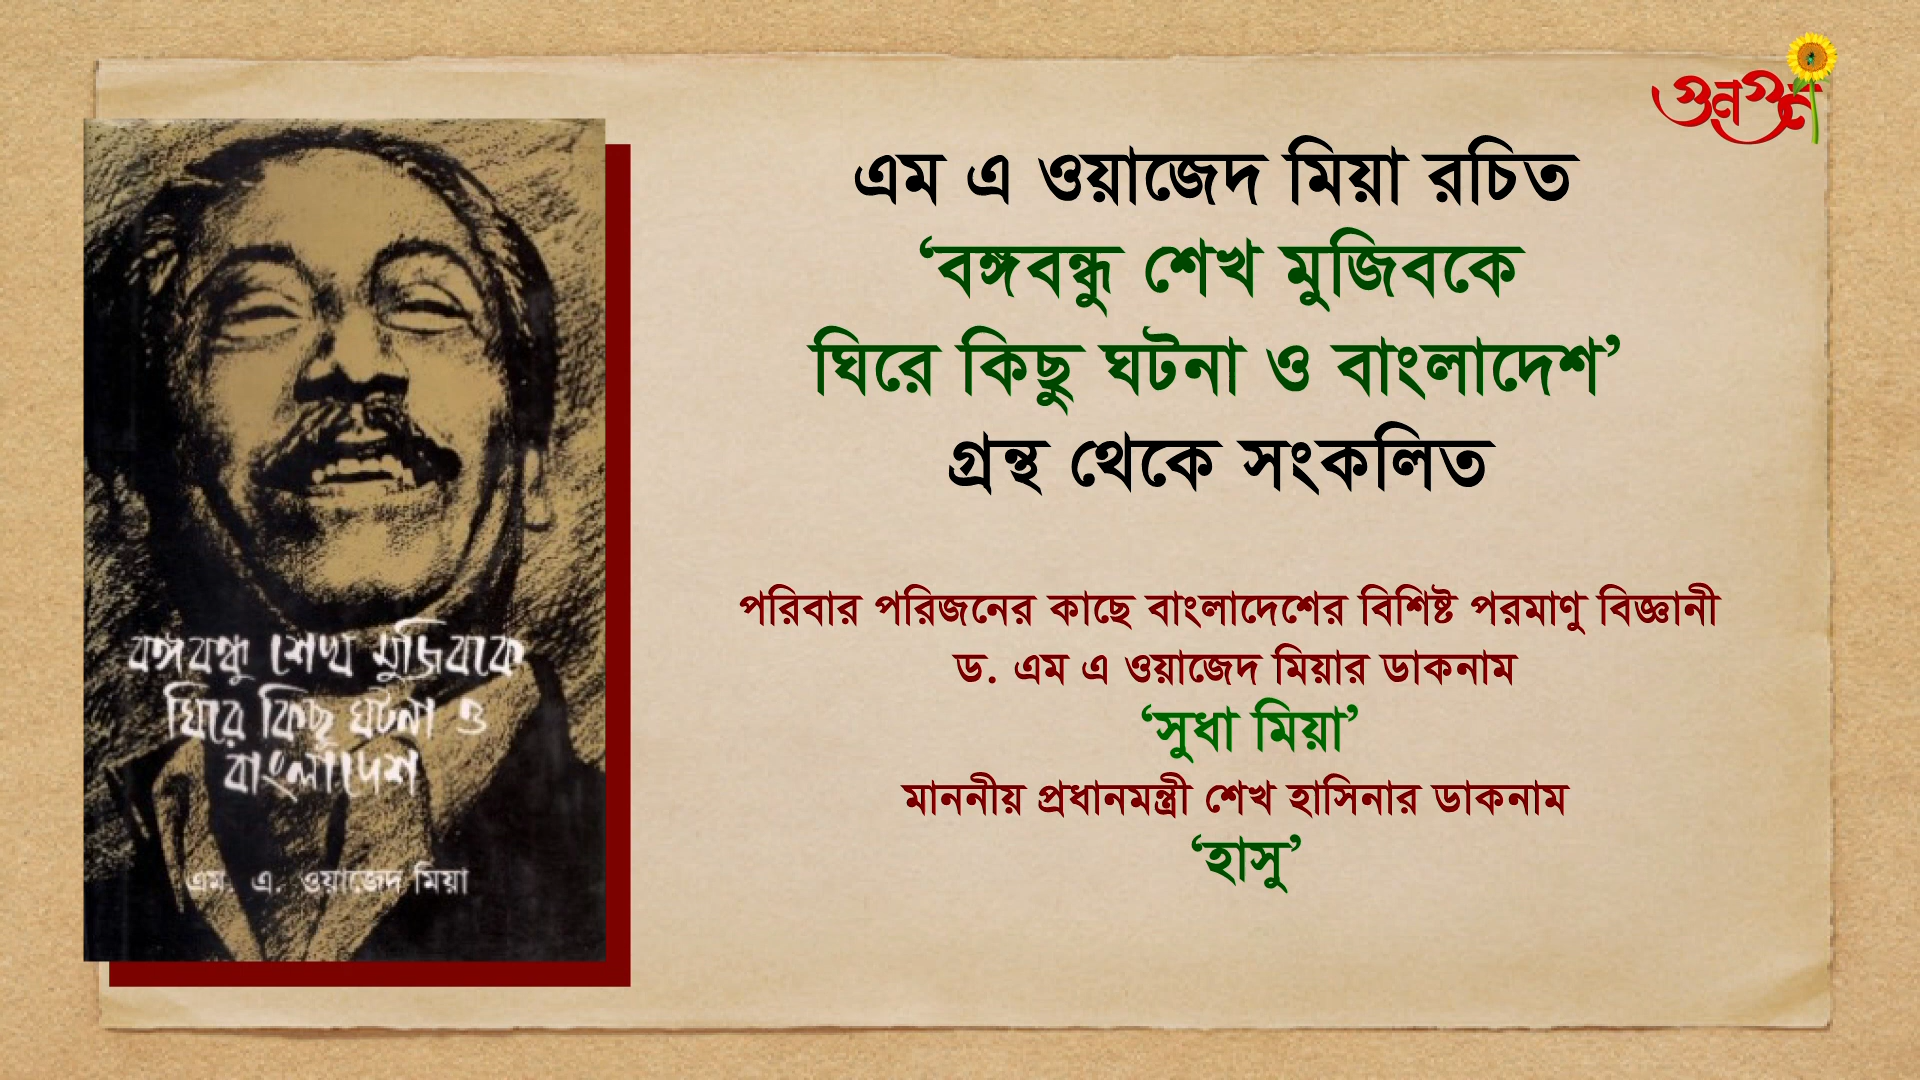 গুনগুন
এম এ ওয়াজেদ মিয়া রচিত
‘বঙ্গবন্ধু শেখ মুজিবকে
ঘিরে কিছু ঘটনা ও বাংলাদেশ’
গ্রন্থ থেকে সংকলিত
পরিবার পরিজনের কাছে বাংলাদেশের বিশিষ্ট পরমাণু বিজ্ঞানী
ড. এম এ ওয়াজেদ মিয়ার ডাকনাম
‘সুধা মিয়া’
মাননীয় প্রধানমন্ত্রী শেখ হাসিনার ডাকনাম
‘হাসু’
বঙ্গবন্ধু শেখ মুজিবকে
ঘিরে কিছু ঘটনা ও
বাংলাদেশ
এম. এ. ওয়াজেদ মিয়া